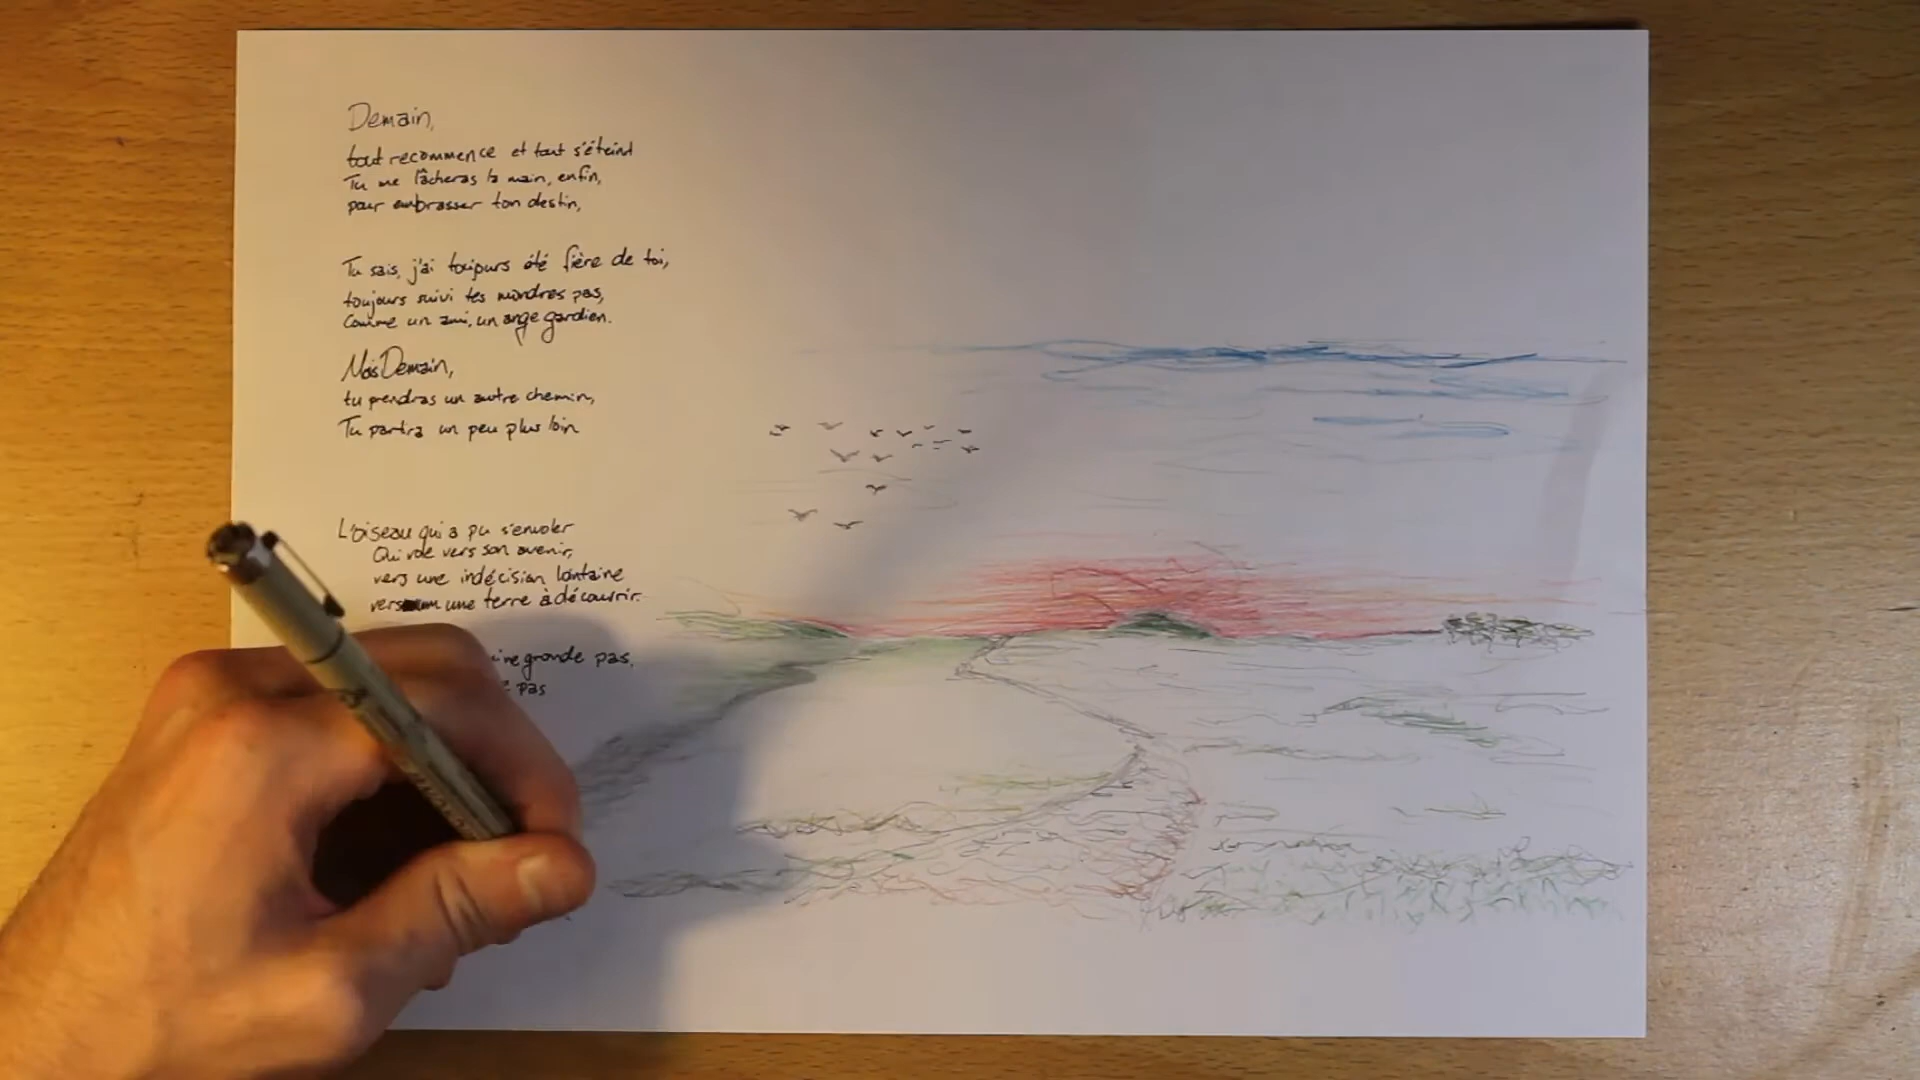 Demain,
tout recommence et tout s'éteint
Tu me lâcheras la main, enfin,
pour embrasser ton destin,
Tu sais, j'ai toujours été fière de toi,
toujours suivi tes moindres pas,
Comme un ami, un ange gardien.
Mais Demain,
tu prendras un autre chemin,
Tu partira un peu plus loin
L'oiseau qui a pu s'envoler
Qui vole vers son avenir,
vers une indécision lointaine
vers une terre à découvrir.
grande pas,
pas